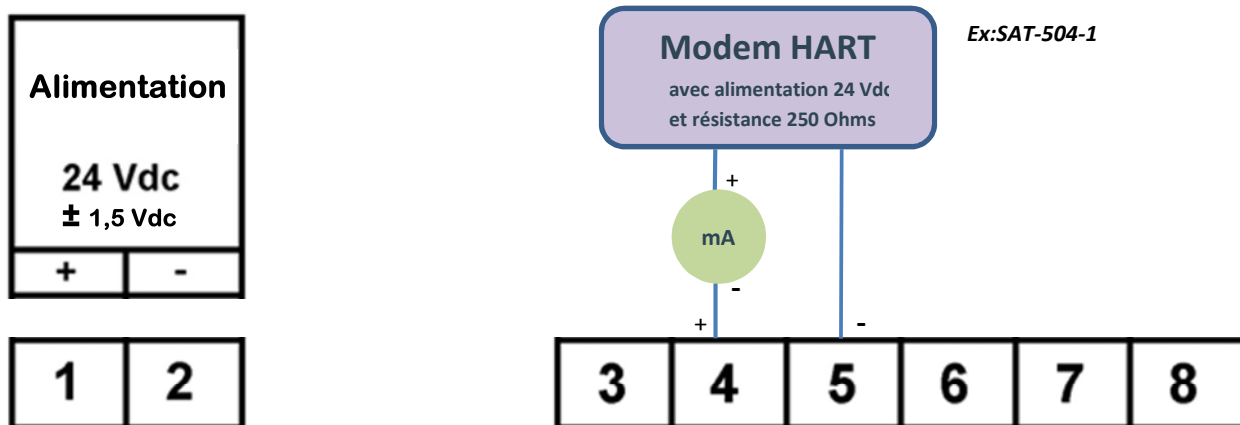 Alimentation
24 Vdc
± 1,5 Vdc
+ -
1 2
Modem HART
avec alimentation 24 Vdc
et résistance 250 Ohms
Ex:SAT-504-1
+
mA
-
+ -
3 4 5 6 7 8